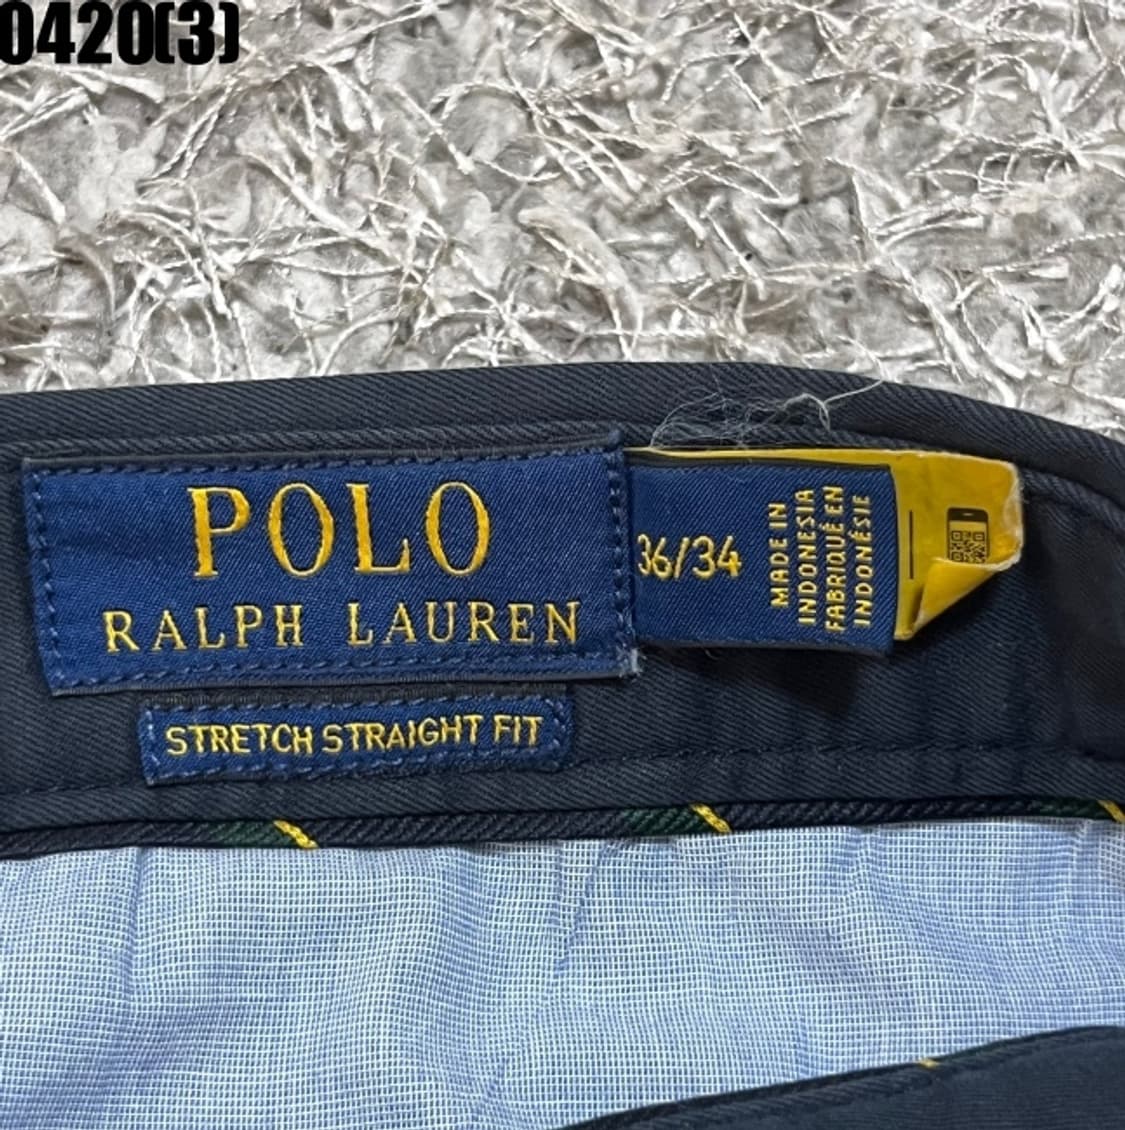 0420(3)
POLO
RALPH LAUREN
STRETCH STRAIGHT FIT
36/34
MADE IN
INDONESIA
FABRIQUÉ EN
INDONÉSIE